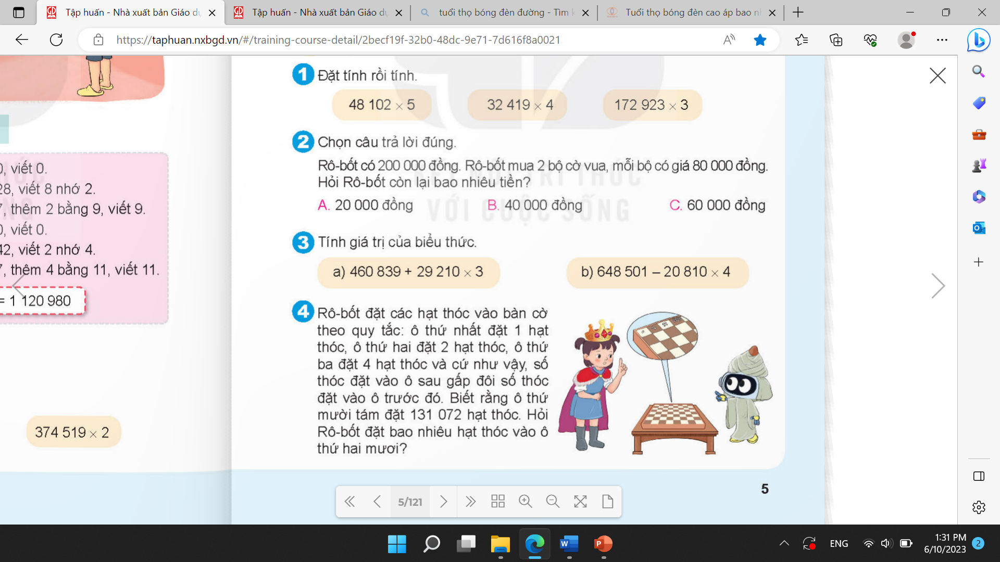 Tập huấn - Nhà xuất bản Giáo dụ
Tập huấn - Nhà xuất bản Giáo dụ
tuổi thọ bóng đèn đường - Tìm k
Tuổi thọ bóng đèn cao áp bao nh
https://taphuan.nxbgd.vn/#/training-course-detail/2becf19f-32b0-48dc-9e71-7d616f8a0021
0, viết 0.
28, viết 8 nhớ 2.
7, thêm 2 bằng 9, viết 9.
0, viết 0.
42, viết 2 nhớ 4.
7, thêm 4 bằng 11, viết 11.
= 1 120 980
374 519 × 2
1 Đặt tính rồi tính.
48 102 × 5 32 419 × 4 172 923 × 3
2 Chọn câu trả lời đúng.
Rô-bốt có 200 000 đồng. Rô-bốt mua 2 bộ cờ vua, mỗi bộ có giá 80 000 đồng.
Hỏi Rô-bốt còn lại bao nhiêu tiền?
A. 20 000 đồng B. 40 000 đồng C. 60 000 đồng
KẾT NỐI TRI THỨC
VỚI CUỘC SỐNG
3 Tính giá trị của biểu thức.
a) 460 839 + 29 210 × 3 b) 648 501 – 20 810 × 4
4 Rô-bốt đặt các hạt thóc vào bàn cờ
theo quy tắc: ô thứ nhất đặt 1 hạt
thóc, ô thứ hai đặt 2 hạt thóc, ô thứ
ba đặt 4 hạt thóc và cứ như vậy, số
thóc đặt vào ô sau gấp đôi số thóc
đặt vào ô trước đó. Biết rằng ô thứ
mười tám đặt 131 072 hạt thóc. Hỏi
Rô-bốt đặt bao nhiêu hạt thóc vào ô
thứ hai mươi?
5
5/121
ENG
1:31 PM
6/10/2023
2